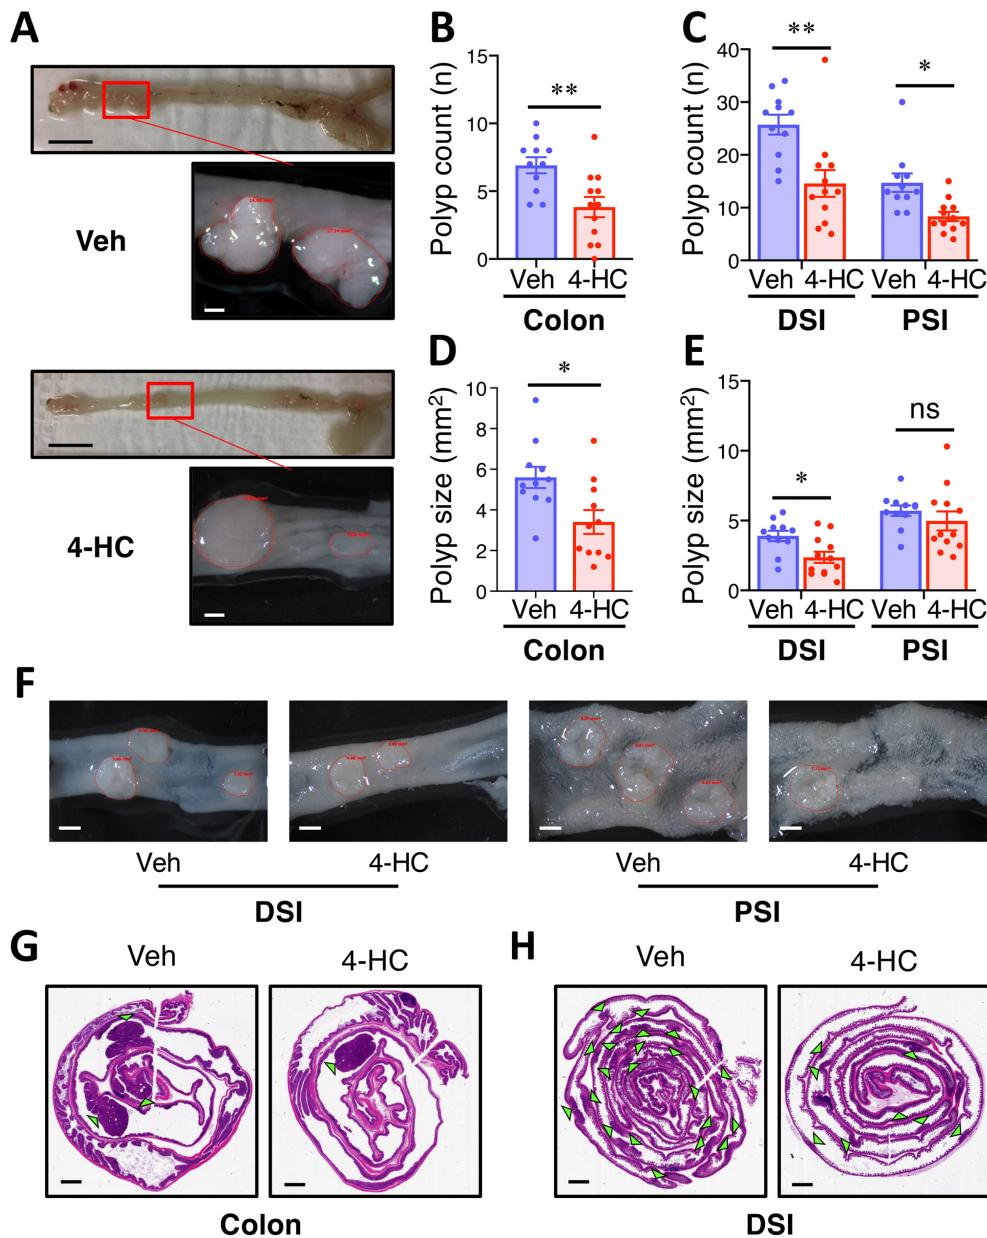 A
Veh
4-HC
B
Polyp count (n)
15
10
5
0
**
Veh 4-HC
Colon
C
Polyp count (n)
40
30
20
10
0
**
*
Veh 4-HC Veh 4-HC
DSI PSI
D
Polyp size (mm²)
10
8
6
4
2
0
*
Veh 4-HC
Colon
E
Polyp size (mm²)
15
10
5
0
*
ns
Veh 4-HC Veh 4-HC
DSI PSI
F
Veh 4-HC Veh 4-HC
DSI PSI
G
Veh 4-HC
Colon
H
Veh 4-HC
DSI